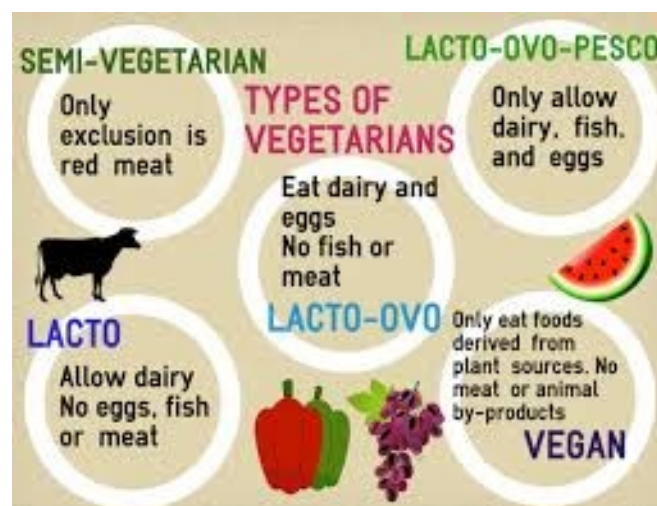 SEMI-VEGETARIAN
Only
exclusion is
red meat
TYPES OF
VEGETARIANS
LACTO-OVO-PESCO
Only allow
dairy, fish,
and eggs
Eat dairy and
eggs
No fish or
meat
LACTO-OVO
LACTO
Allow dairy
No eggs, fish
or meat
Only eat foods
derived from
plant sources. No
meat or animal
by-products
VEGAN